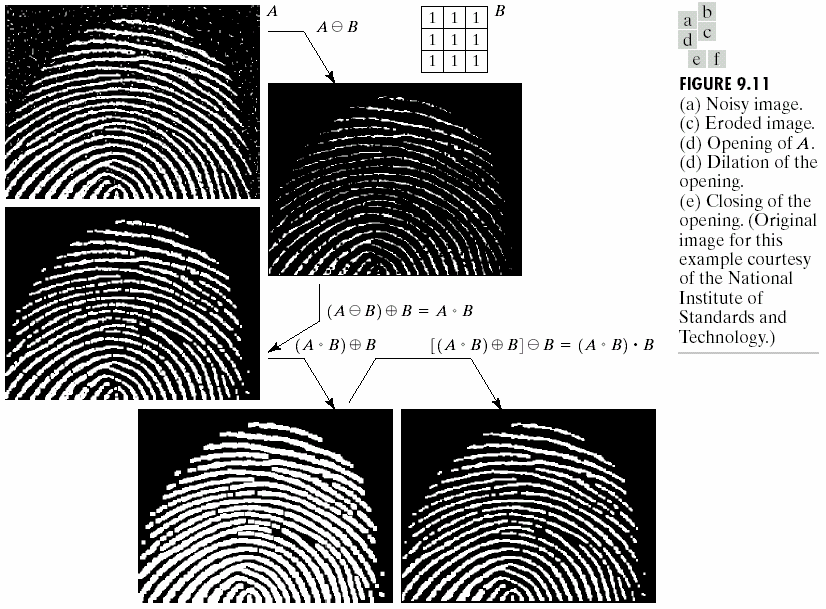 A
A ⊖ B
1 1 1
1 1 1
1 1 1
B
(A ⊖ B) ⊕ B = A ∘ B
(A ∘ B) ⊕ B
[(A ∘ B) ⊕ B] ⊖ B = (A ∘ B) • B
a b
d c
e f
FIGURE 9.11
(a) Noisy image.
(c) Eroded image.
(d) Opening of A.
(d) Dilation of the
opening.
(e) Closing of the
opening. (Original
image for this
example courtesy
of the National
Institute of
Standards and
Technology.)